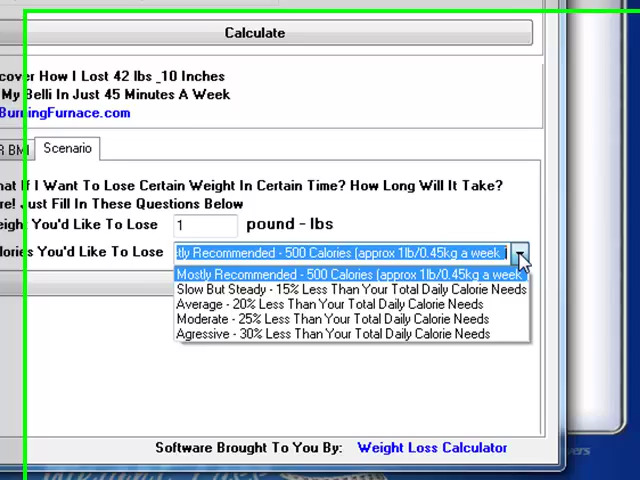 Calculate
cover How I Lost 42 lbs _10 Inches
My Belli In Just 45 Minutes A Week
BurningFurnace.com
R BMI
Scenario
at If I Want To Lose Certain Weight In Certain Time? How Long Will It Take?
re! Just Fill In These Questions Below
eight You'd Like To Lose 1 pound - lbs
lories You'd Like To Lose tly Recommended - 500 Calories (approx 1lb/0.45kg a week
Mostly Recommended - 500 Calories (approx 1lb/0.45kg a week
Slow But Steady - 15% Less Than Your Total Daily Calorie Needs
Average - 20% Less Than Your Total Daily Calorie Needs
Moderate - 25% Less Than Your Total Daily Calorie Needs
Agressive - 30% Less Than Your Total Daily Calorie Needs
Software Brought To You By: Weight Loss Calculator